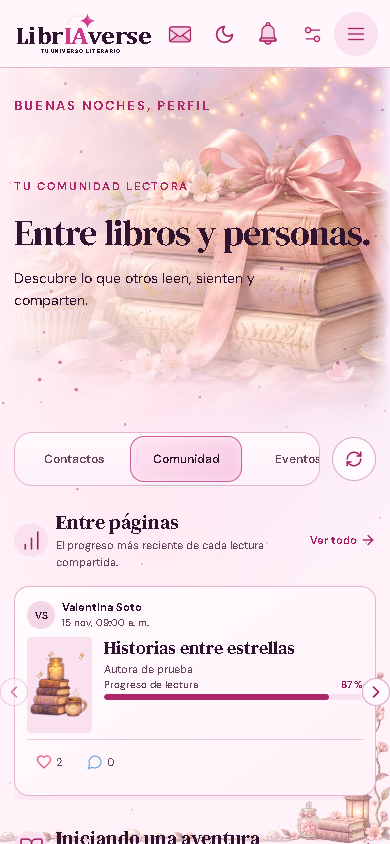 LibrIAverse
TU UNIVERSO LITERARIO
BUENAS NOCHES, PERFIL
TU COMUNIDAD LECTORA
Entre libros y personas.
Descubre lo que otros leen, sienten y
comparten.
Contactos
Comunidad
Eventos
Entre páginas
El progreso más reciente de cada lectura
compartida.
Ver todo
VS
Valentina Soto
15 nov, 09:00 a. m.
Historias entre estrellas
Autora de prueba
Progreso de lectura
87%
2
0
Iniciando una aventura